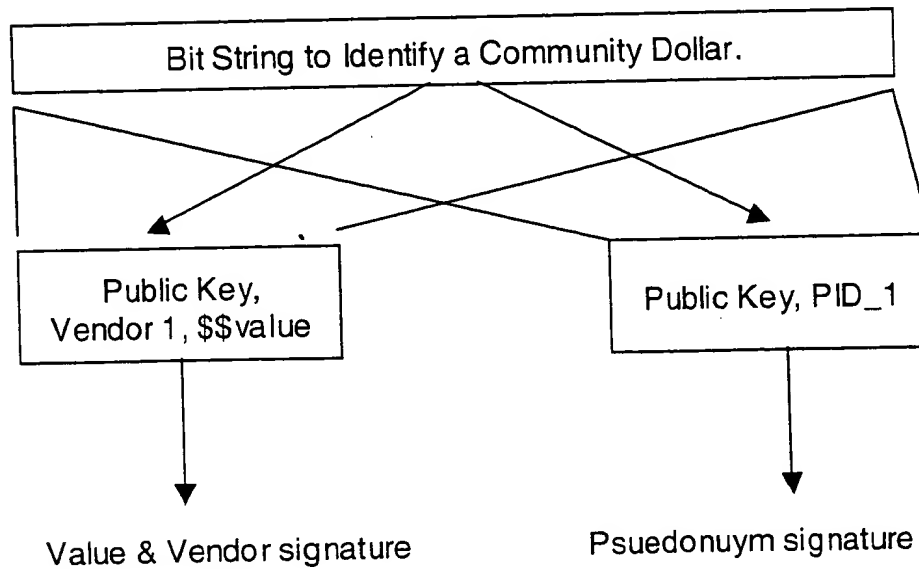 Bit String to Identify a Community Dollar.
Public Key,
Vendor 1, $$value
Public Key, PID_1
Value & Vendor signature
Psuedonuym signature